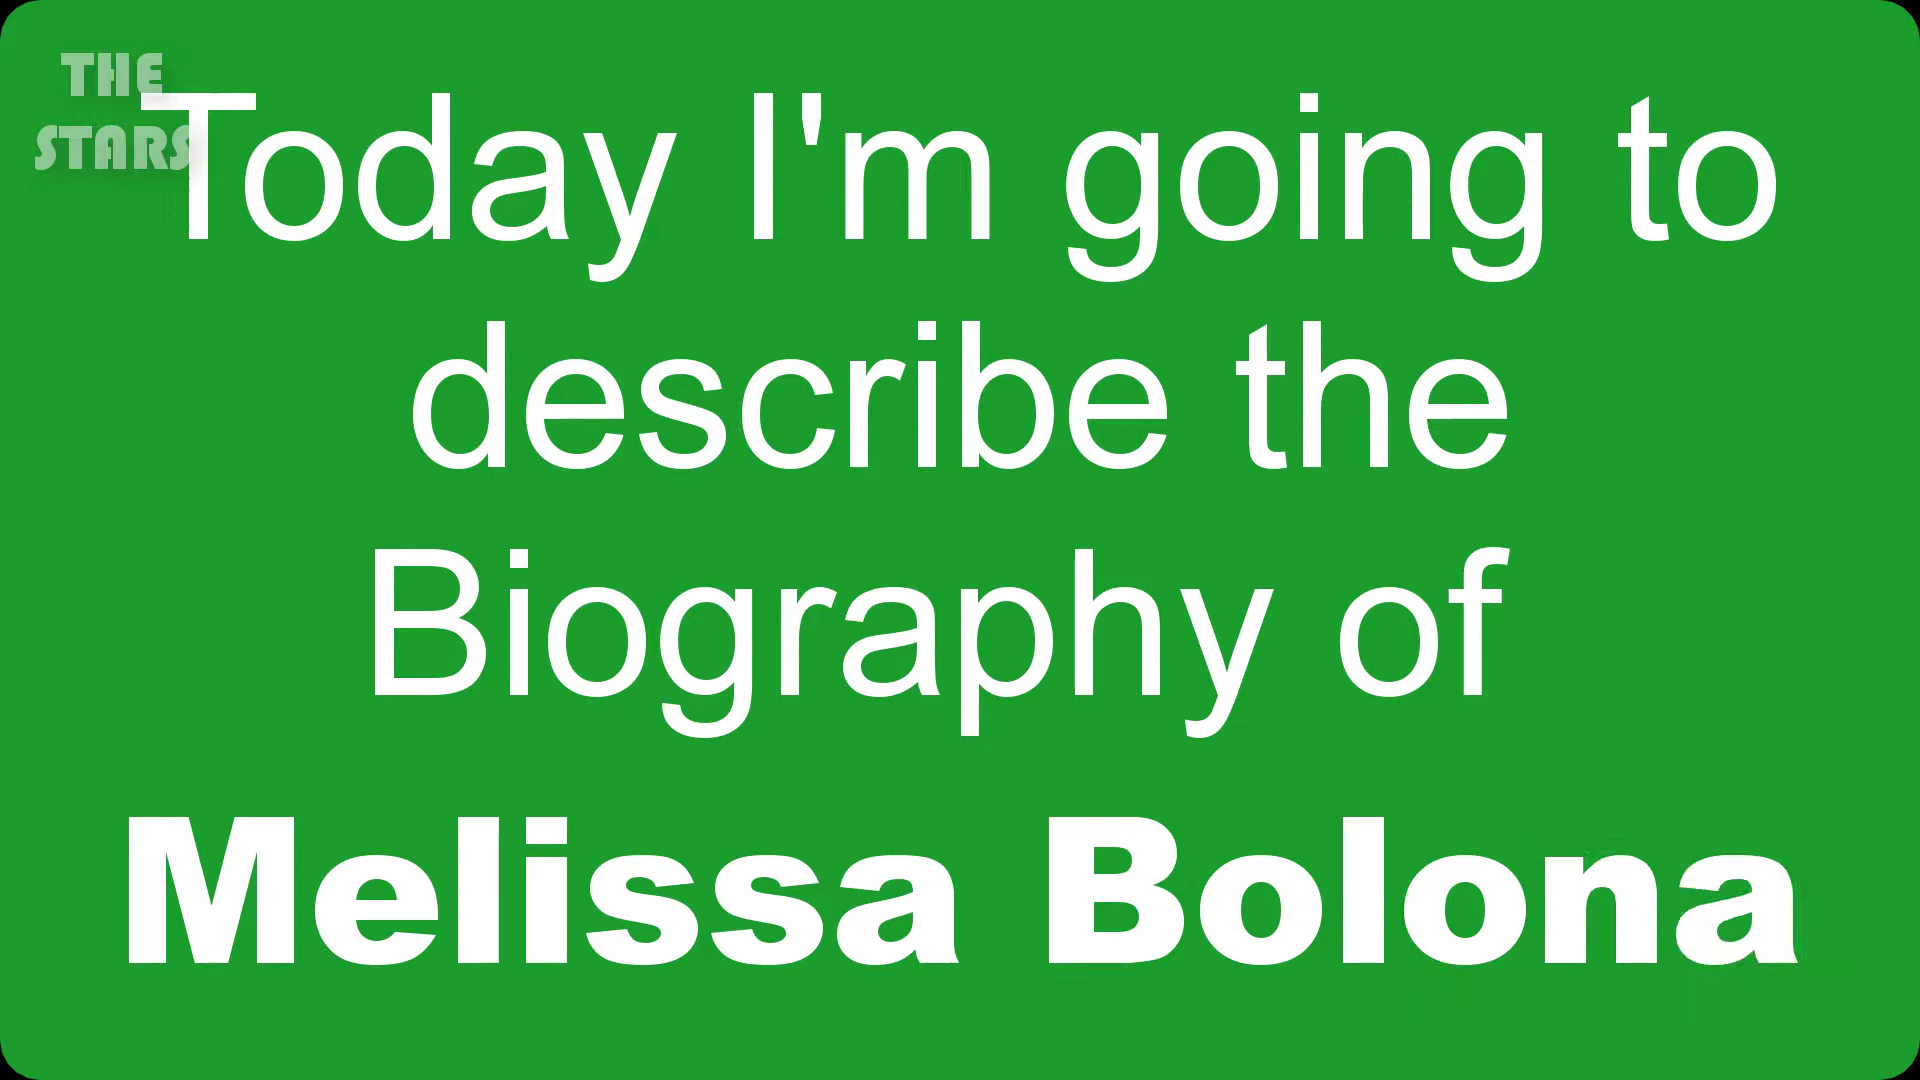 THE
STARS
Today I'm going to
describe the
Biography of
Melissa Bolona